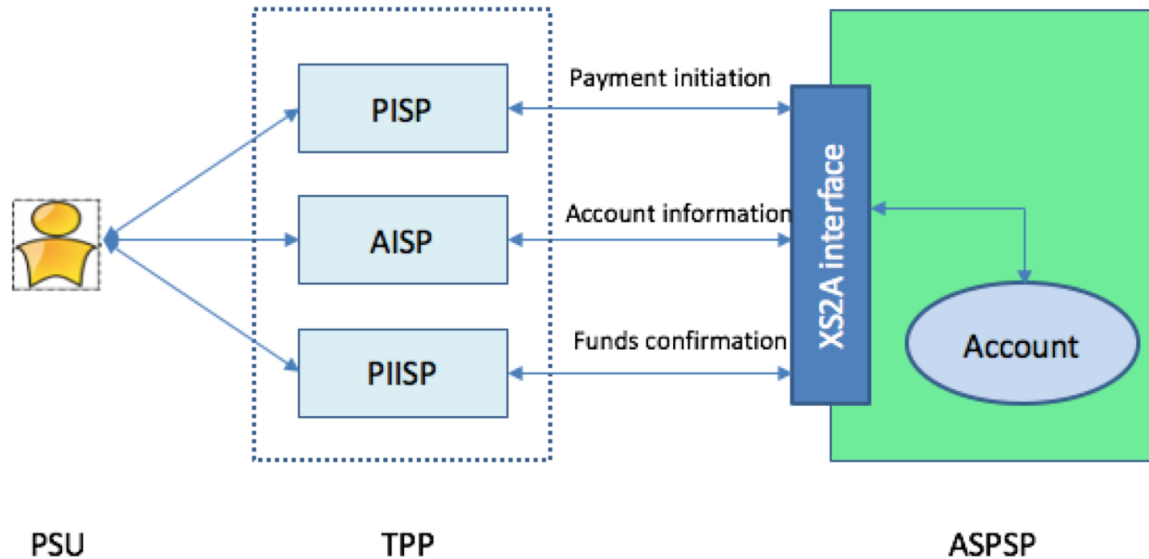 PISP
Payment initiation
AISP
Account information
PIISP
Funds confirmation
XS2A interface
Account
PSU
TPP
ASPSP